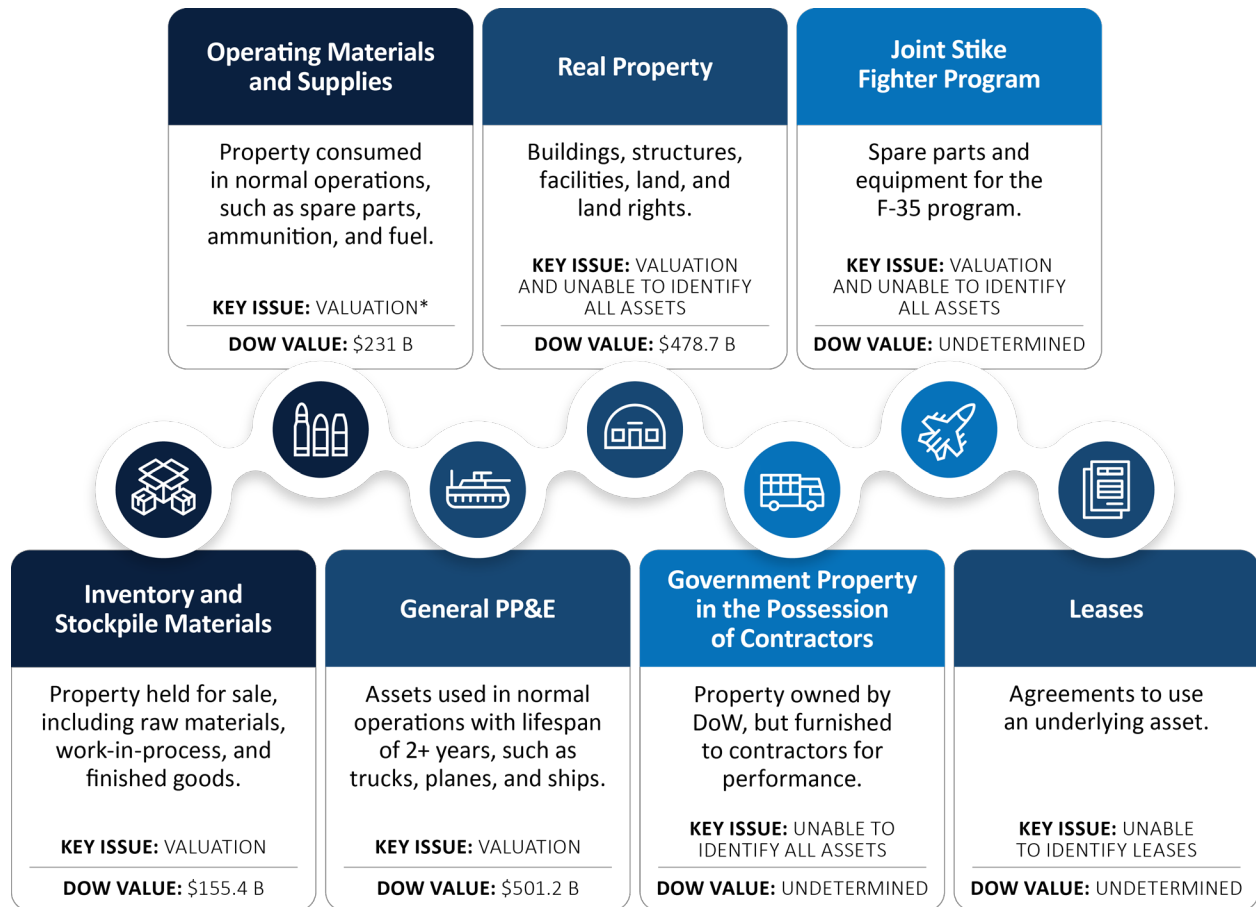 Operating Materials
and Supplies
Property consumed
in normal operations,
such as spare parts,
ammunition, and fuel.
KEY ISSUE: VALUATION*
DOW VALUE: $231 B
Real Property
Buildings, structures,
facilities, land, and
land rights.
KEY ISSUE: VALUATION
AND UNABLE TO IDENTIFY
ALL ASSETS
DOW VALUE: $478.7 B
Joint Stike
Fighter Program
Spare parts and
equipment for the
F-35 program.
KEY ISSUE: VALUATION
AND UNABLE TO IDENTIFY
ALL ASSETS
DOW VALUE: UNDETERMINED
Inventory and
Stockpile Materials
Property held for sale,
including raw materials,
work-in-process, and
finished goods.
KEY ISSUE: VALUATION
DOW VALUE: $155.4 B
General PP&E
Assets used in normal
operations with lifespan
of 2+ years, such as
trucks, planes, and ships.
KEY ISSUE: VALUATION
DOW VALUE: $501.2 B
Government Property
in the Possession
of Contractors
Property owned by
DoW, but furnished
to contractors for
performance.
KEY ISSUE: UNABLE TO
IDENTIFY ALL ASSETS
DOW VALUE: UNDETERMINED
Leases
Agreements to use
an underlying asset.
KEY ISSUE: UNABLE
TO IDENTIFY LEASES
DOW VALUE: UNDETERMINED